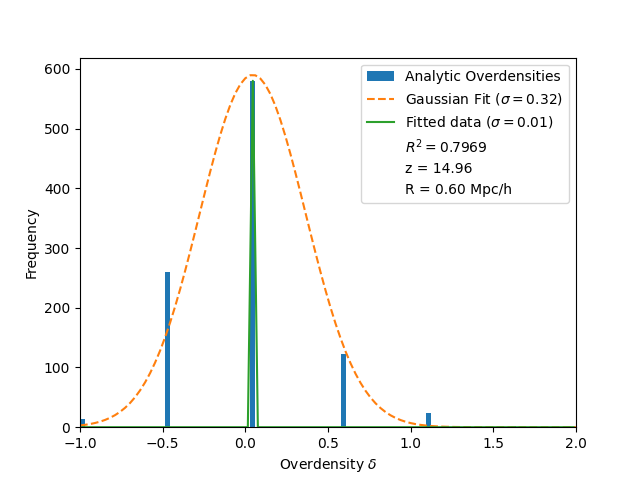 Analytic Overdensities
Gaussian Fit (σ = 0.32)
Fitted data (σ = 0.01)
R² = 0.7969
z = 14.96
R = 0.60 Mpc/h
Frequency
600
500
400
300
200
100
0
−1.0 −0.5 0.0 0.5 1.0 1.5 2.0
Overdensity δ